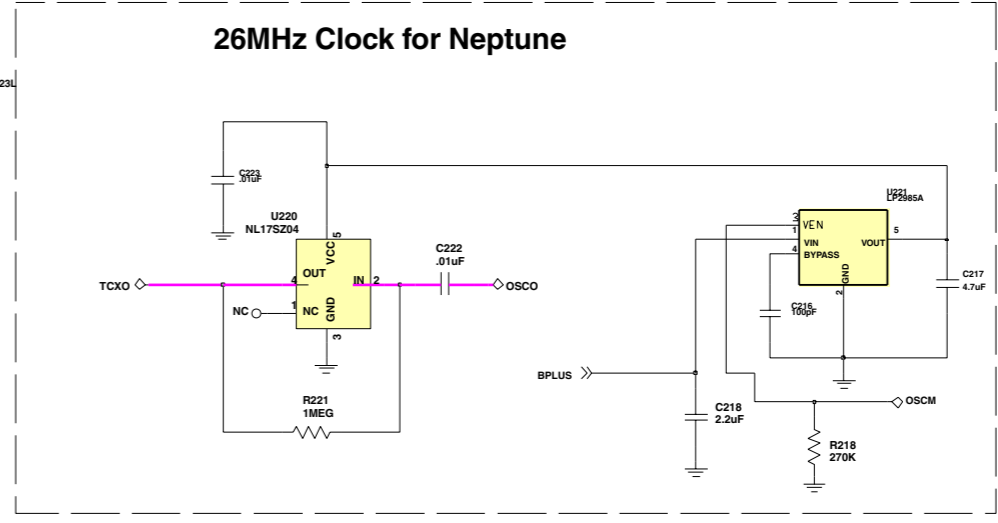 26MHz Clock for Neptune
23L
C223
.01uF
U220
NL17SZ04
5
VCC
OUT
4
IN
2
1
NC
GND
3
NC
TCXO
C222
.01uF
OSCO
R221
1MEG
U221
LP2985A
3
VEN
1
VIN
4
BYPASS
VOUT
5
GND
2
C216
100pF
C217
4.7uF
BPLUS
C218
2.2uF
OSCM
R218
270K